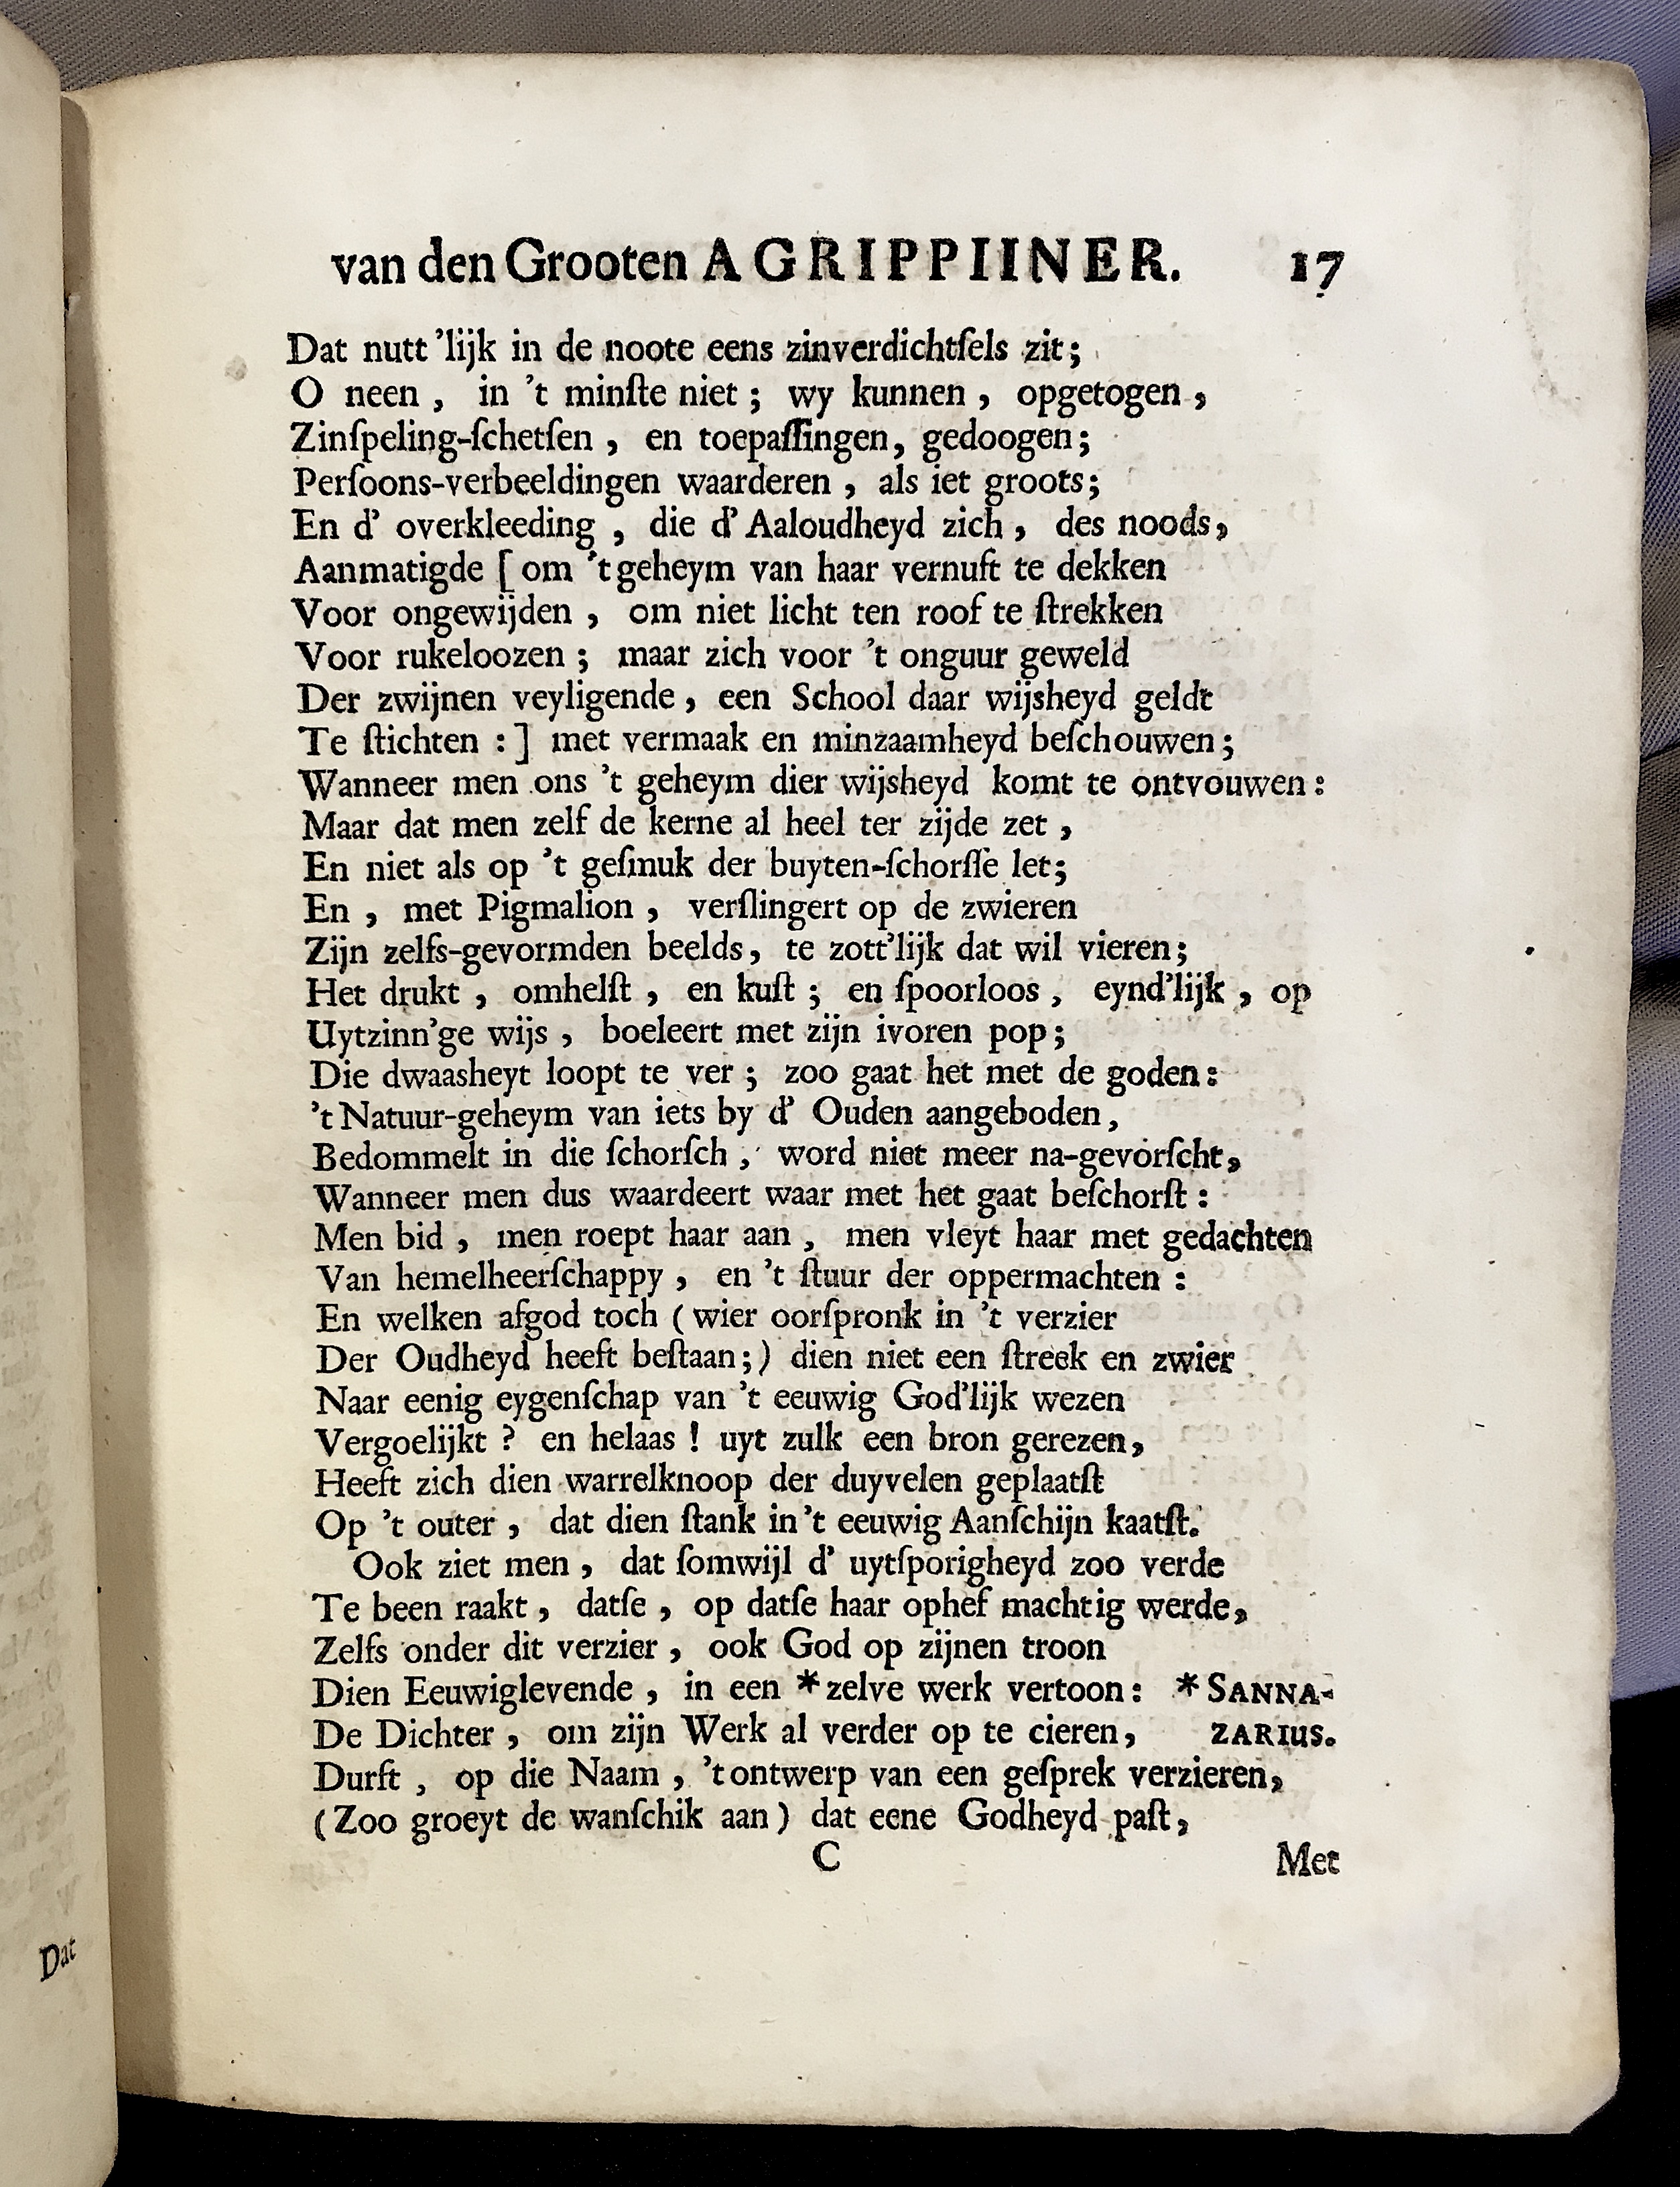 van den Grooten AGRIPPIINER. 17
Dat nutt'lijk in de noote eens zinverdichtſels zit;
O neen, in 't minſte niet; wy kunnen, opgetogen,
Zinſpeling-ſchetſen, en toepaſſingen, gedoogen;
Perſoons-verbeeldingen waarderen, als iet groots;
En d' overkleeding, die d' Aaloudheyd zich, des noods,
Aanmatigde [ om 't geheym van haar vernuft te dekken
Voor ongewijden, om niet licht ten roof te ſtrekken
Voor rukeloozen; maar zich voor 't onguur geweld
Der zwijnen veyligende, een School daar wijsheyd geldt
Te ſtichten :] met vermaak en minzaamheyd beſchouwen;
Wanneer men ons 't geheym dier wijsheyd komt te ontvouwen:
Maar dat men zelf de kerne al heel ter zijde zet,
En niet als op 't geſmuk der buyten-ſchorſſe let;
En, met Pigmalion, verſlingert op de zwieren
Zijn zelfs-gevormden beelds, te zott'lijk dat wil vieren;
Het drukt, omhelſt, en kuſt; en ſpoorloos, eynd'lijk, op
Uytzinn'ge wijs, boeleert met zijn ivoren pop;
Die dwaasheyt loopt te ver; zoo gaat het met de goden:
't Natuur-geheym van iets by d' Ouden aangeboden,
Bedommelt in die ſchorſch, word niet meer na-gevorſcht,
Wanneer men dus waardeert waar met het gaat beſchorſt:
Men bid, men roept haar aan, men vleyt haar met gedachten
Van hemelheerſchappy, en 't ſtuur der oppermachten:
En welken afgod toch (wier oorſpronk in 't verzier
Der Oudheyd heeft beſtaan;) dien niet een ſtreek en zwier
Naar eenig eygenſchap van 't eeuwig God'lijk wezen
Vergoelijkt? en helaas! uyt zulk een bron gerezen,
Heeft zich dien warrelknoop der duyvelen geplaatſt
Op 't outer, dat dien ſtank in 't eeuwig Aanſchijn kaatſt.
Ook ziet men, dat ſomwijl d' uytſporigheyd zoo verde
Te been raakt, datſe, op datſe haar ophef machtig werde,
Zelfs onder dit verzier, ook God op zijnen troon
Dien Eeuwiglevende, in een *zelve werk vertoon: * SANNA-
De Dichter, om zijn Werk al verder op te cieren, ZARIUS.
Durft, op die Naam, 't ontwerp van een geſprek verzieren,
(Zoo groeyt de wanſchik aan) dat eene Godheyd paſt,
C Met
Dat